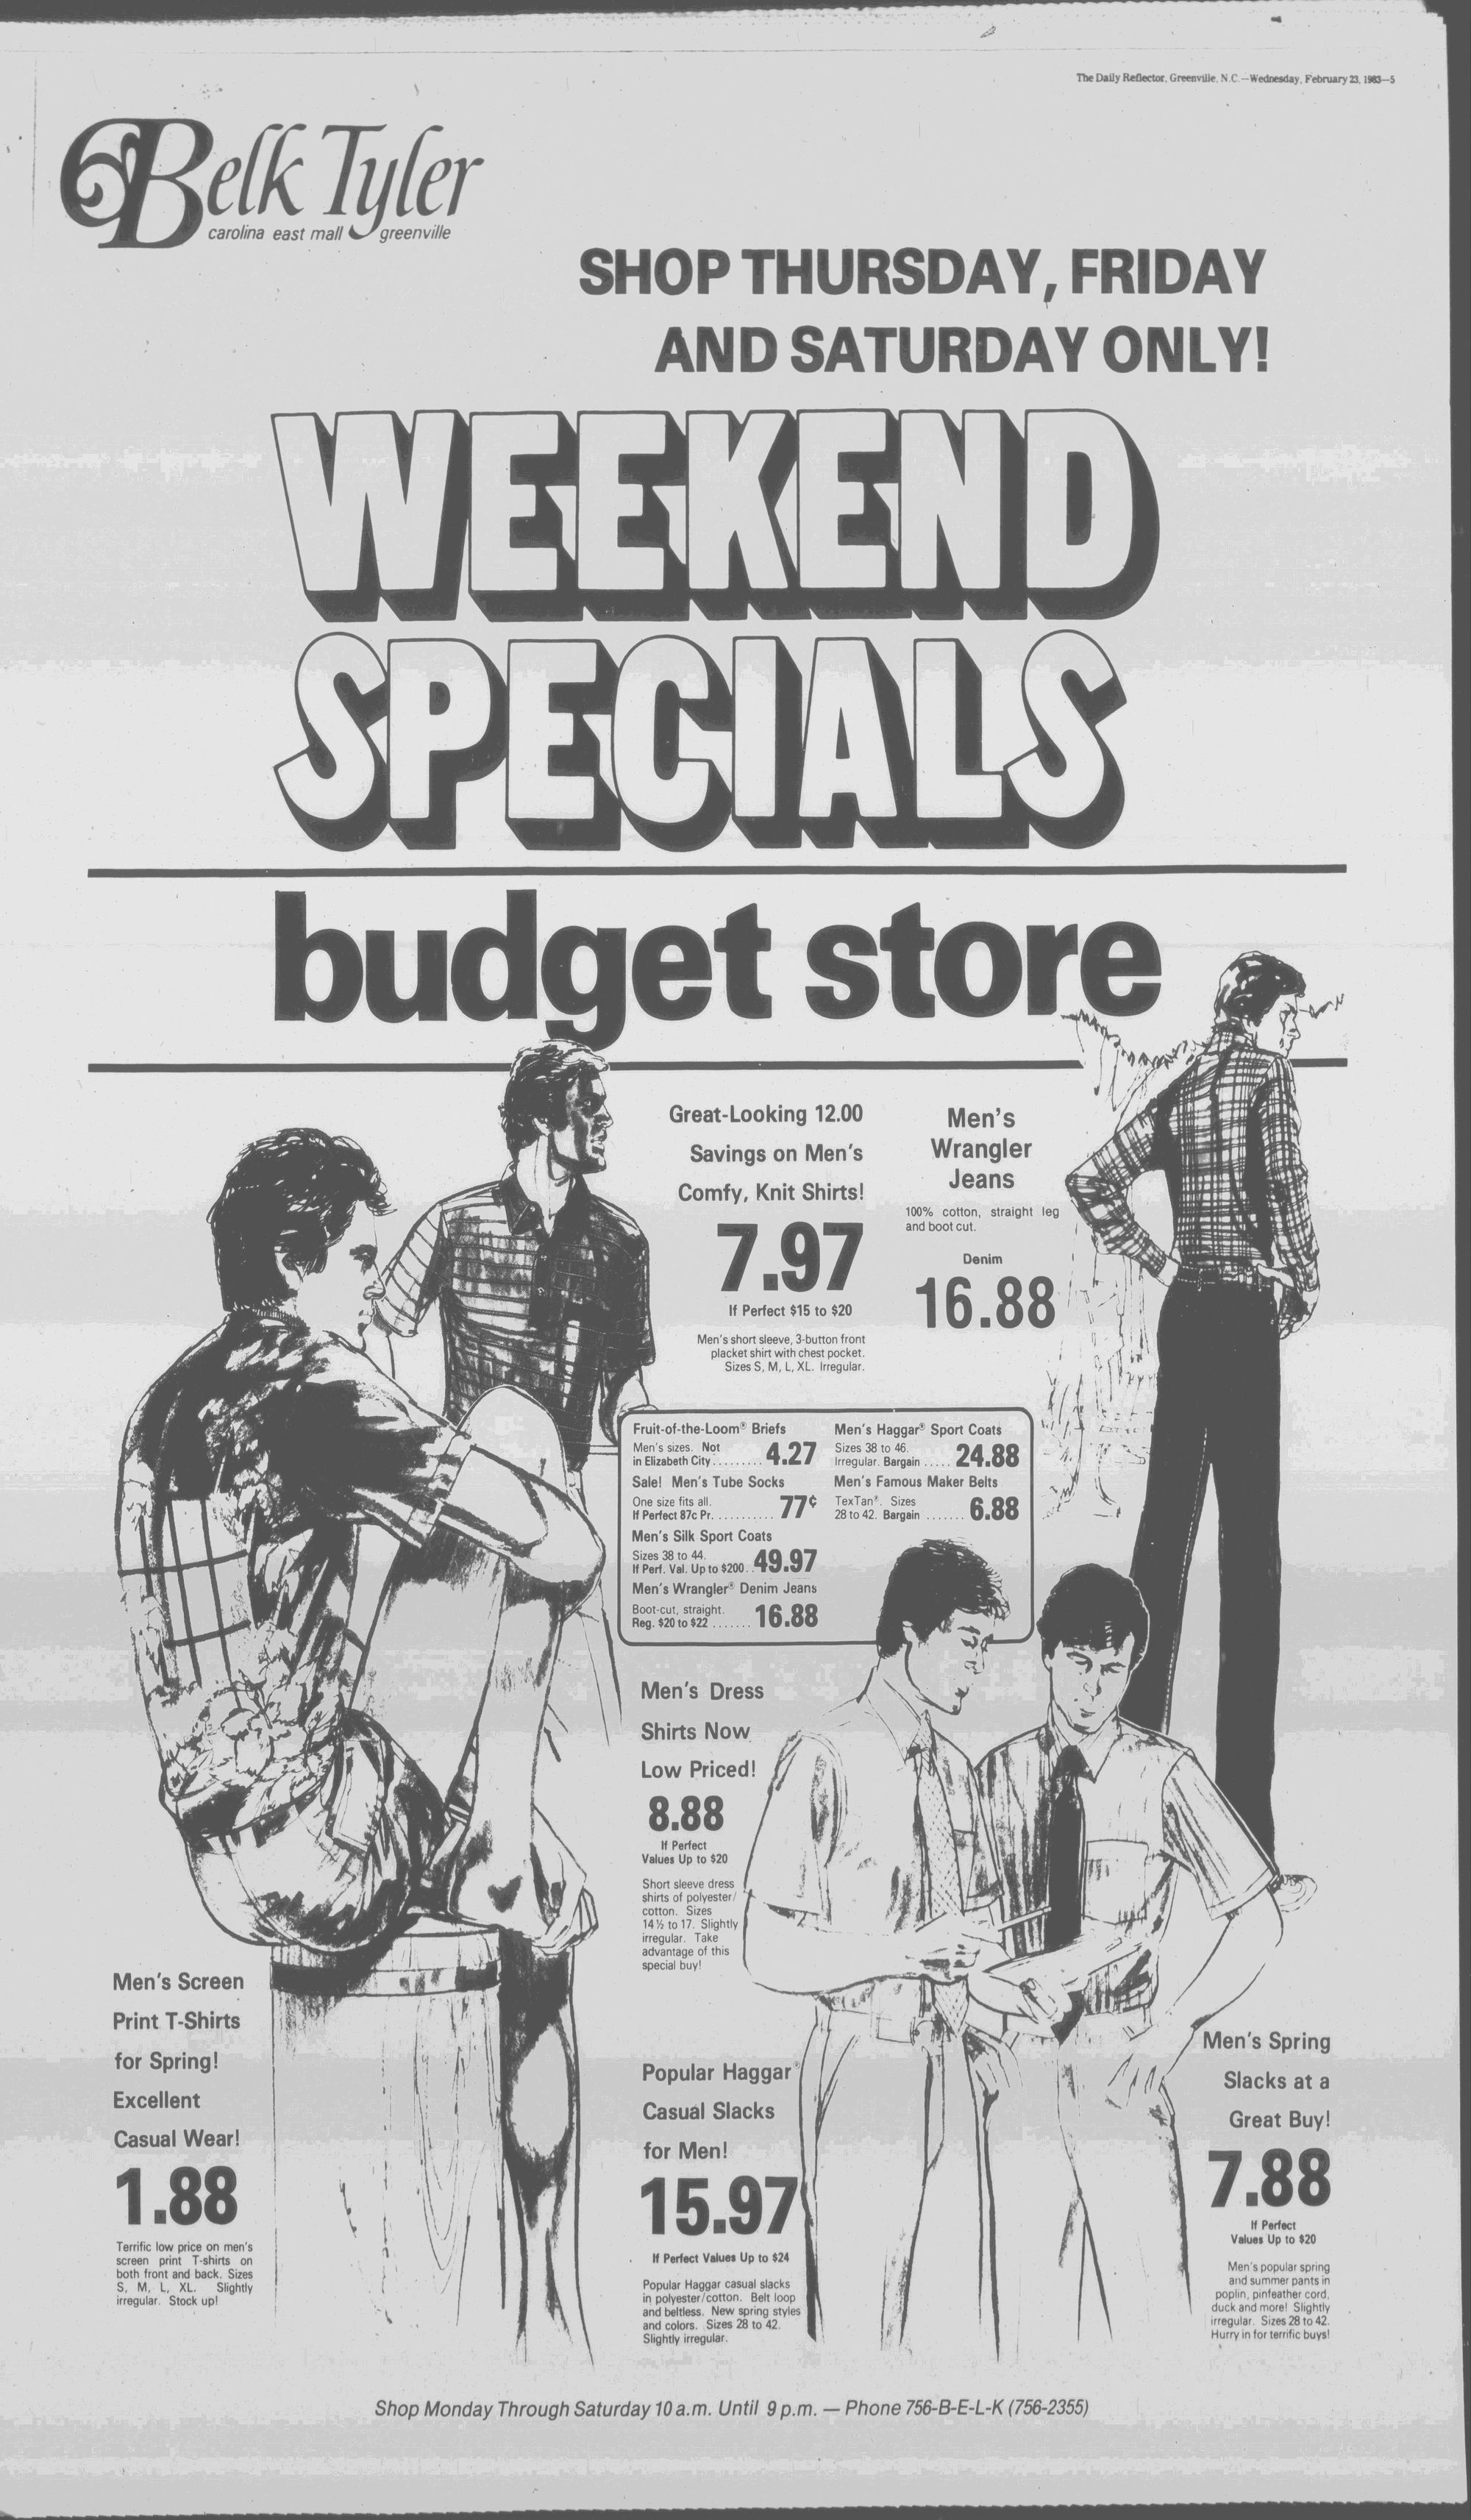 The Daily Reflector, Greenville, N.C.—Wednesday, February 23, 1983—5
Belk Tyler
carolina east mall greenville
SHOP THURSDAY, FRIDAY
AND SATURDAY ONLY!
WEEKEND
SPECIALS
budget store
Great-Looking 12.00
Savings on Men's
Comfy, Knit Shirts!
7.97
If Perfect $15 to $20
Men's short sleeve, 3-button front
placket shirt with chest pocket.
Sizes S, M, L, XL. Irregular.
Men's
Wrangler
Jeans
100% cotton, straight leg
and boot cut.
Denim
16.88
Fruit-of-the-Loom® Briefs
Men's sizes. Not
in Elizabeth City......... 4.27
Sale! Men's Tube Socks
One size fits all.
If Perfect 87c Pr........... 77¢
Men's Silk Sport Coats
Sizes 38 to 44.
If Perf. Val. Up to $200.. 49.97
Men's Wrangler® Denim Jeans
Boot-cut, straight.
Reg. $20 to $22....... 16.88
Men's Haggar® Sport Coats
Sizes 38 to 46.
Irregular. Bargain..... 24.88
Men's Famous Maker Belts
TexTan®. Sizes
28 to 42. Bargain....... 6.88
Men's Dress
Shirts Now
Low Priced!
8.88
If Perfect
Values Up to $20
Short sleeve dress
shirts of polyester/
cotton. Sizes
14½ to 17. Slightly
irregular. Take
advantage of this
special buy!
Men's Screen
Print T-Shirts
for Spring!
Excellent
Casual Wear!
1.88
Terrific low price on men's
screen print T-shirts on
both front and back. Sizes
S, M, L, XL. Slightly
irregular. Stock up!
Popular Haggar®
Casual Slacks
for Men!
15.97
If Perfect Values Up to $24
Popular Haggar casual slacks
in polyester/cotton. Belt loop
and beltless. New spring styles
and colors. Sizes 28 to 42.
Slightly irregular.
Men's Spring
Slacks at a
Great Buy!
7.88
If Perfect
Values Up to $20
Men's popular spring
and summer pants in
poplin, pinfeather cord,
duck and more! Slightly
irregular. Sizes 28 to 42.
Hurry in for terrific buys!
Shop Monday Through Saturday 10 a.m. Until 9 p.m. — Phone 756-B-E-L-K (756-2355)